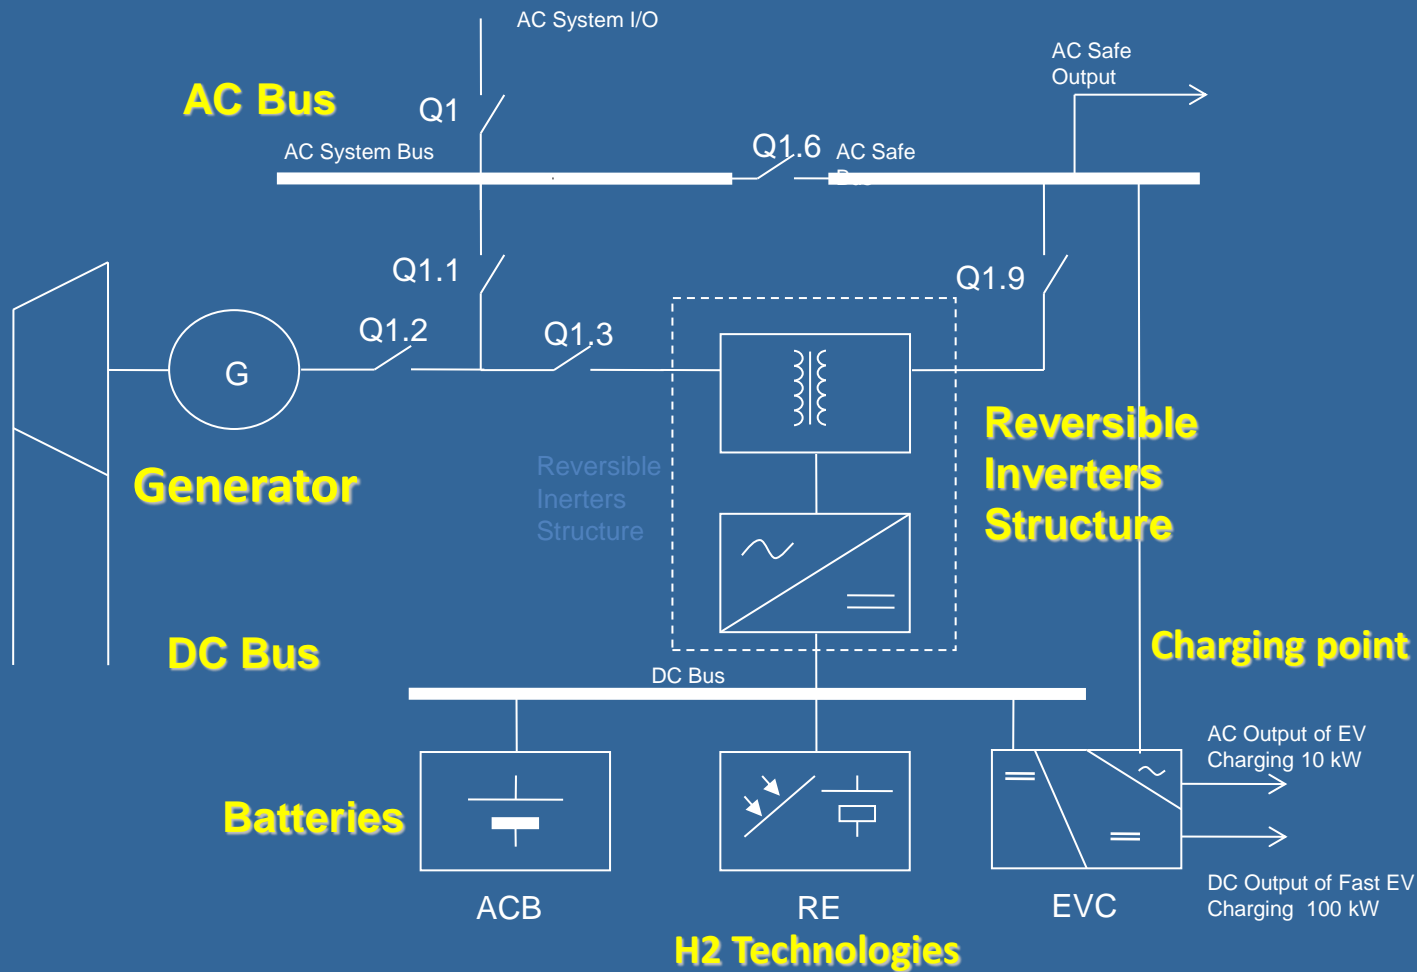 AC System I/O
AC Safe
Output
AC Bus
Q1
AC System Bus
Q1.6
AC Safe
Bus
Q1.1
Q1.9
Q1.2
Q1.3
G
Reversible
Inverters
Structure
Generator
Reversible
Inerters
Structure
DC Bus
Charging point
DC Bus
AC Output of EV
Charging 10 kW
Batteries
DC Output of Fast EV
Charging 100 kW
ACB
RE
EVC
H2 Technologies